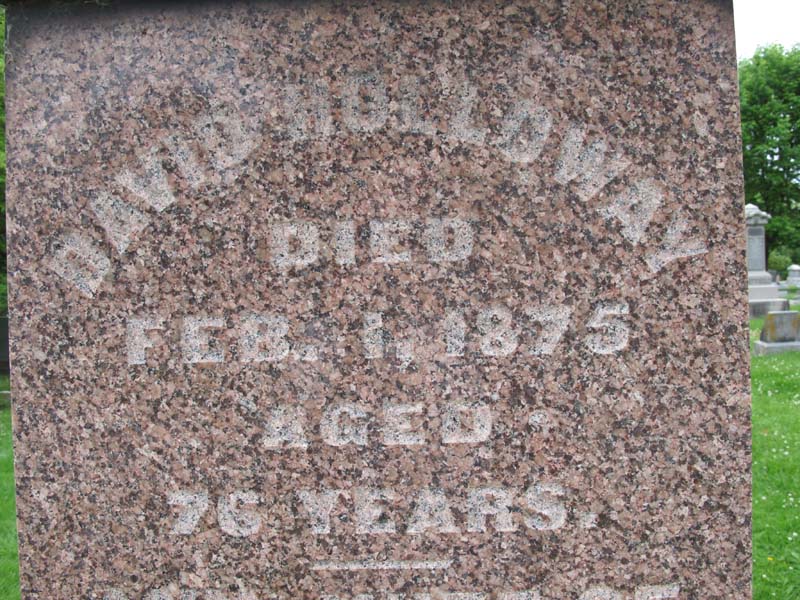 DAVID HOLLOWAY
DIED
FEB. 1, 1875
AGED
76 YEARS.